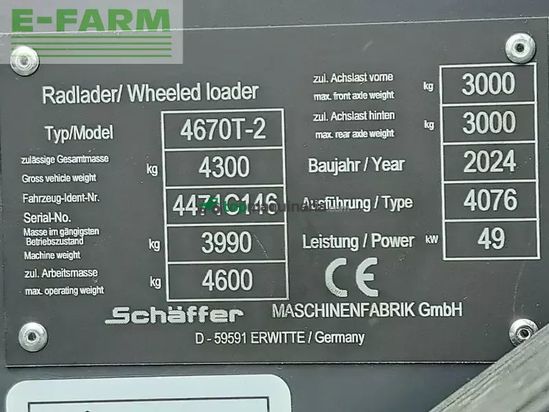 E-FARM
Radlader/ Wheeled loader
Typ/Model 4670T-2
zulässige Gesamtmasse
Gross vehicle weight kg 4300
Fahrzeug-Ident-Nr.
Serial-No. 4471C146
Masse im gängigsten
Betriebszustand
Machine weight kg 3990
zul. Arbeitsmasse
max. operating weight kg 4600
zul. Achslast vorne
max. front axle weight kg 3000
zul. Achslast hinten
max. rear axle weight kg 3000
Baujahr / Year 2024
Ausführung / Type 4076
Leistung / Power kW 49
CE
Schäffer MASCHINENFABRIK GmbH
D - 59591 ERWITTE / Germany